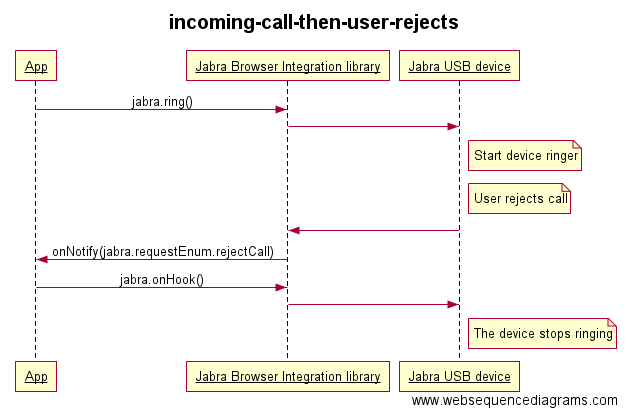 incoming-call-then-user-rejects
App
Jabra Browser Integration library
Jabra USB device
jabra.ring()
Start device ringer
User rejects call
onNotify(jabra.requestEnum.rejectCall)
jabra.onHook()
The device stops ringing
App
Jabra Browser Integration library
Jabra USB device
www.websequencediagrams.com